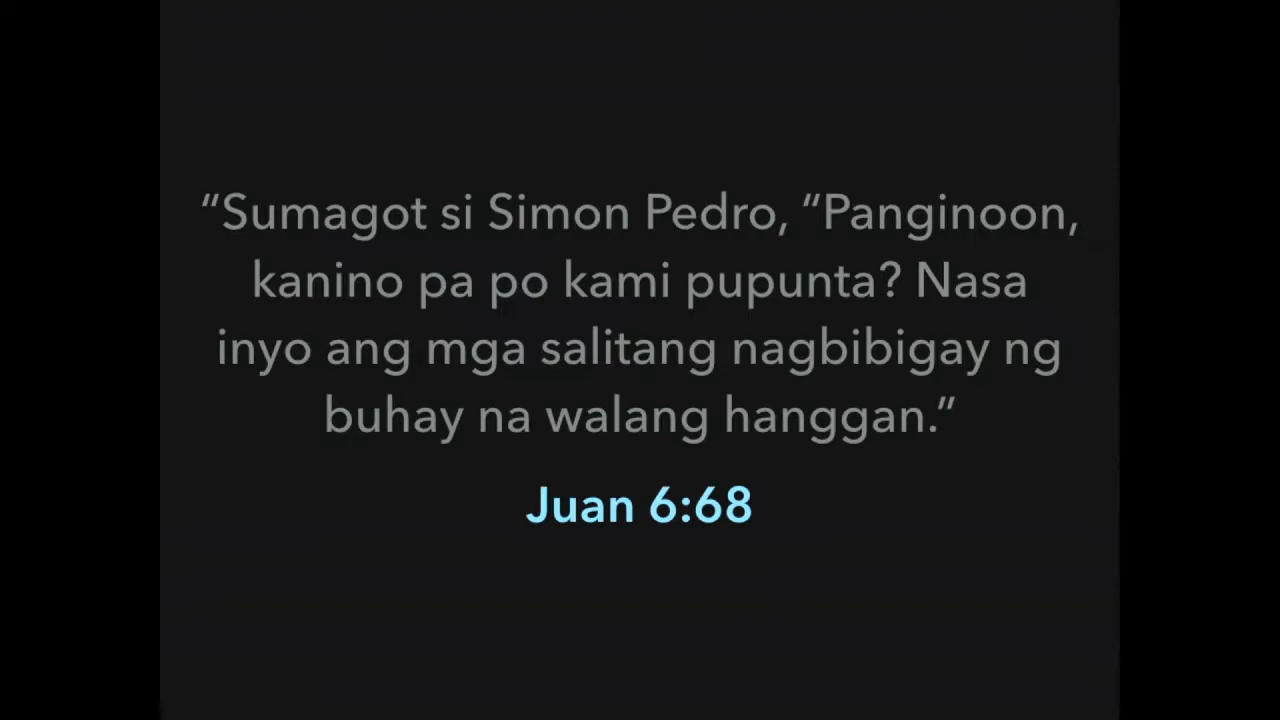 “Sumagot si Simon Pedro, “Panginoon,
kanino pa po kami pupunta? Nasa
inyo ang mga salitang nagbibigay ng
buhay na walang hanggan.”
Juan 6:68